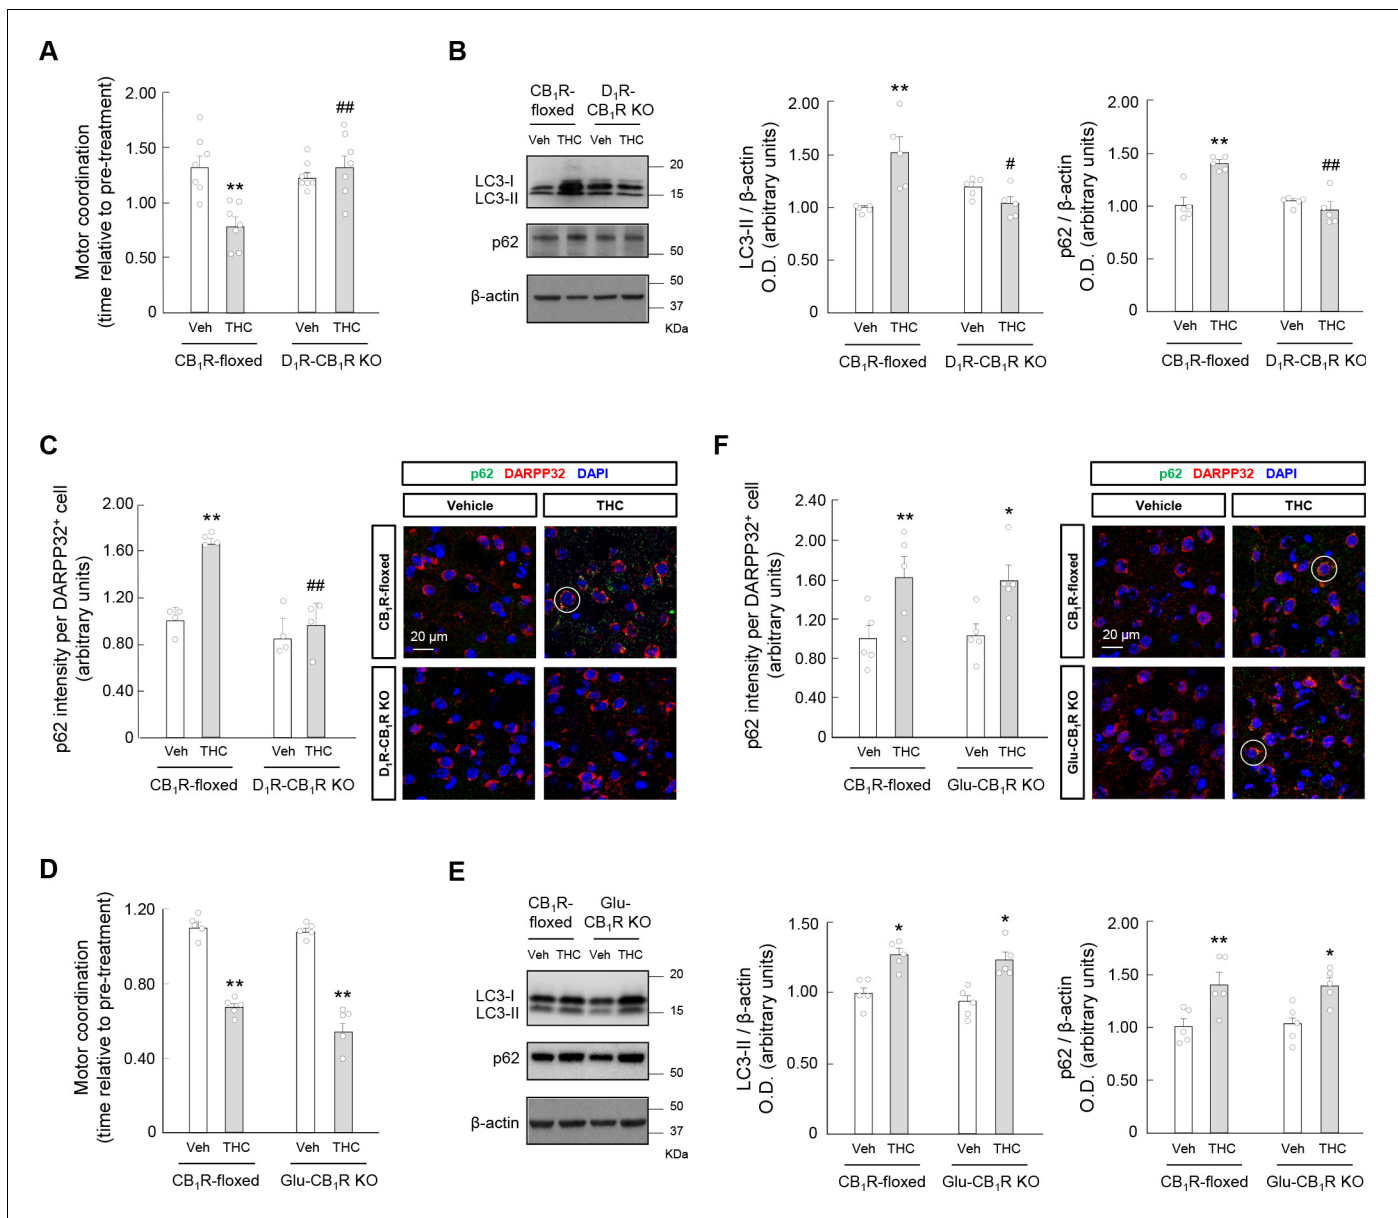 A
Motor coordination
(time relative to pre-treatment)
2.00
1.50
1.00
0.50
0
**
##
Veh THC Veh THC
CB₁R-floxed D₁R-CB₁R KO
B
CB₁R-
floxed
D₁R-
CB₁R KO
Veh THC Veh THC
LC3-I
LC3-II
20
15
p62
50
β-actin
50
37
KDa
LC3-II / β-actin
O.D. (arbitrary units)
2.00
1.50
1.00
0.50
0
**
#
Veh THC Veh THC
CB₁R-floxed D₁R-CB₁R KO
p62 / β-actin
O.D. (arbitrary units)
2.00
1.50
1.00
0.50
0
**
##
Veh THC Veh THC
CB₁R-floxed D₁R-CB₁R KO
C
p62 intensity per DARPP32⁺ cell
(arbitrary units)
2.00
1.60
1.20
0.80
0.40
0
**
##
Veh THC Veh THC
CB₁R-floxed D₁R-CB₁R KO
p62 DARPP32 DAPI
Vehicle THC
CB₁R-floxed
20 µm
D₁R-CB₁R KO
F
p62 intensity per DARPP32⁺ cell
(arbitrary units)
2.40
2.00
1.60
1.20
0.80
0.40
0
**
*
Veh THC Veh THC
CB₁R-floxed Glu-CB₁R KO
p62 DARPP32 DAPI
Vehicle THC
CB₁R-floxed
20 µm
Glu-CB₁R KO
D
Motor coordination
(time relative to pre-treatment)
1.20
0.80
0.40
0
**
**
Veh THC Veh THC
CB₁R-floxed Glu-CB₁R KO
E
CB₁R-
floxed
Glu-
CB₁R KO
Veh THC Veh THC
LC3-I
LC3-II
20
15
p62
50
β-actin
50
37
KDa
LC3-II / β-actin
O.D. (arbitrary units)
1.50
1.00
0.50
0
*
*
Veh THC Veh THC
CB₁R-floxed Glu-CB₁R KO
p62 / β-actin
O.D. (arbitrary units)
2.00
1.50
1.00
0.50
0
**
*
Veh THC Veh THC
CB₁R-floxed Glu-CB₁R KO